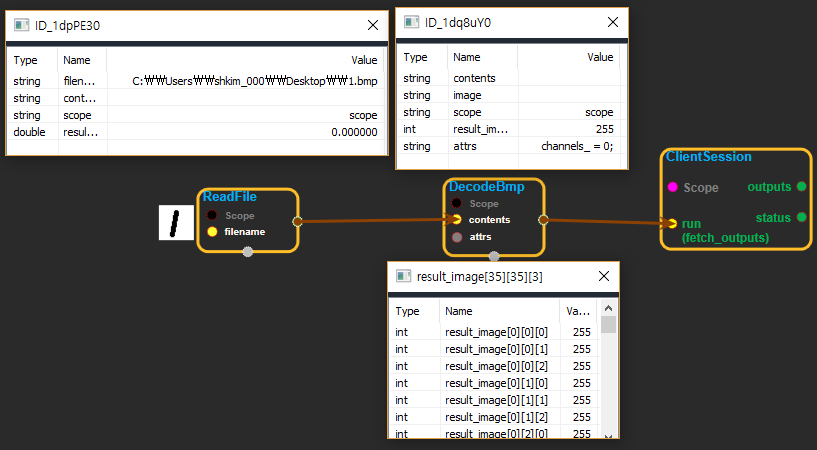 ID_1dpPE30
Type Name Value
string filen... C:₩₩Users₩₩shkim_000₩₩Desktop₩₩1.bmp
string cont...
string scope scope
double resul... 0.000000
ID_1dq8uY0
Type Name Value
string contents
string image
string scope scope
int result_im... 255
string attrs channels_ = 0;
1
ReadFile
Scope
filename
DecodeBmp
Scope
contents
attrs
ClientSession
Scope outputs
status
run
(fetch_outputs)
result_image[35][35][3]
Type Name Va...
int result_image[0][0][0] 255
int result_image[0][0][1] 255
int result_image[0][0][2] 255
int result_image[0][1][0] 255
int result_image[0][1][1] 255
int result_image[0][1][2] 255
int result_image[0][2][0] 255